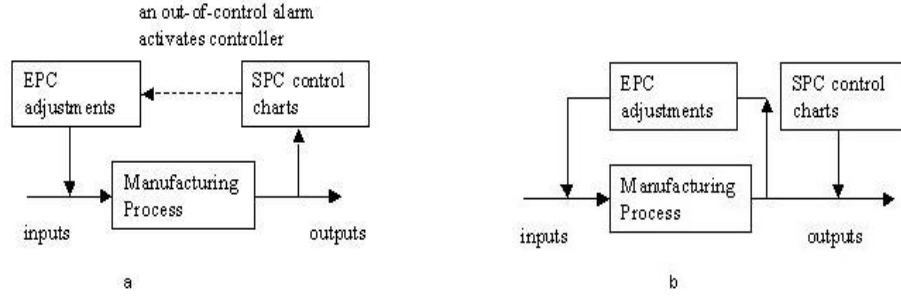 an out-of-control alarm
activates controller
EPC
adjustments
SPC control
charts
Manufacturing
Process
inputs
outputs
a
EPC
adjustments
SPC control
charts
Manufacturing
Process
inputs
outputs
b